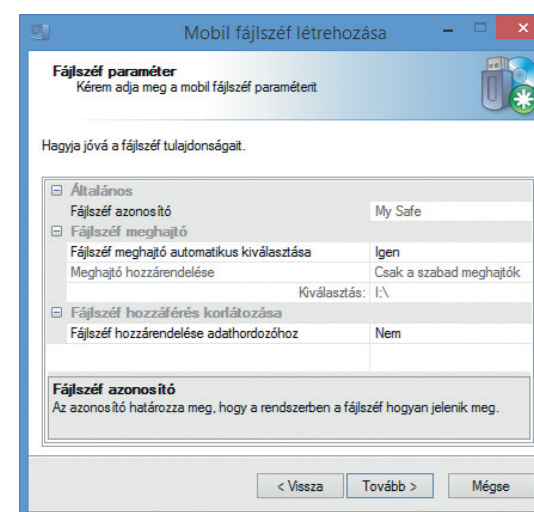 Mobil fájlszéf létrehozása
Fájlszéf paraméter
Kérem adja meg a mobil fájlszéf paraméterit
Hagyja jóvá a fájlszéf tulajdonságait.
Általános
Fájlszéf azonosító My Safe
Fájlszéf meghajtó
Fájlszéf meghajtó automatikus kiválasztása Igen
Meghajtó hozzárendelése Csak a szabad meghajtók
Kiválasztás: I:\
Fájlszéf hozzáférés korlátozása
Fájlszéf hozzárendelése adathordozóhoz Nem
Fájlszéf azonosító
Az azonosító határozza meg, hogy a rendszerben a fájlszéf hogyan jelenik meg.
< Vissza Tovább > Mégse